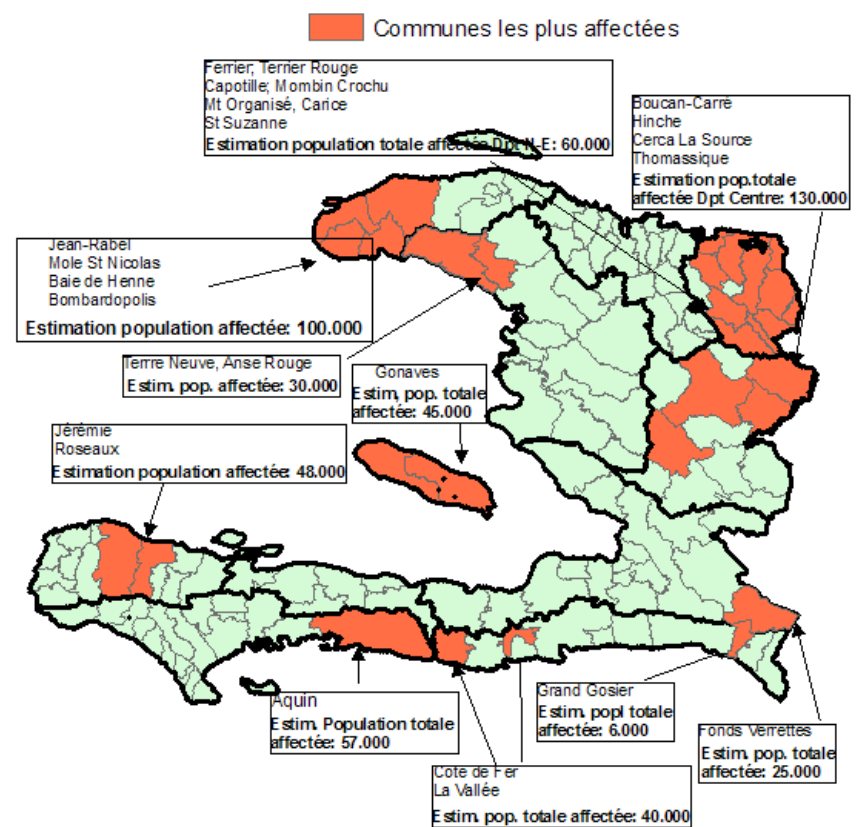 Communes les plus affectées
Ferrier, Terrier Rouge
Capotille; Mombin Crochu
Mt Organisé, Carice
St Suzanne
Estimation population totale affectée Dpt N-E: 60.000
Boucan-Carré
Hinche
Cerca La Source
Thomassique
Estimation pop.totale
affectée Dpt Centre: 130.000
Jean-Rabel
Mole St Nicolas
Baie de Henne
Bombardopolis
Estimation population affectée: 100.000
Terrre Neuve, Anse Rouge
Estim. pop. affectée: 30.000
Gonaves
Estim, pop. totale
affectée: 45.000
Jérémie
Roseaux
Estimation population affectée: 48.000
Aquin
Estim. Population totale
affectée: 57.000
Cote de Fer
La Vallée
Estim. pop. totale affectée: 40.000
Grand Gosier
Estim. popl totale
affectée: 6.000
Fonds Verrettes
Estim. pop. totale
affectée: 25.000